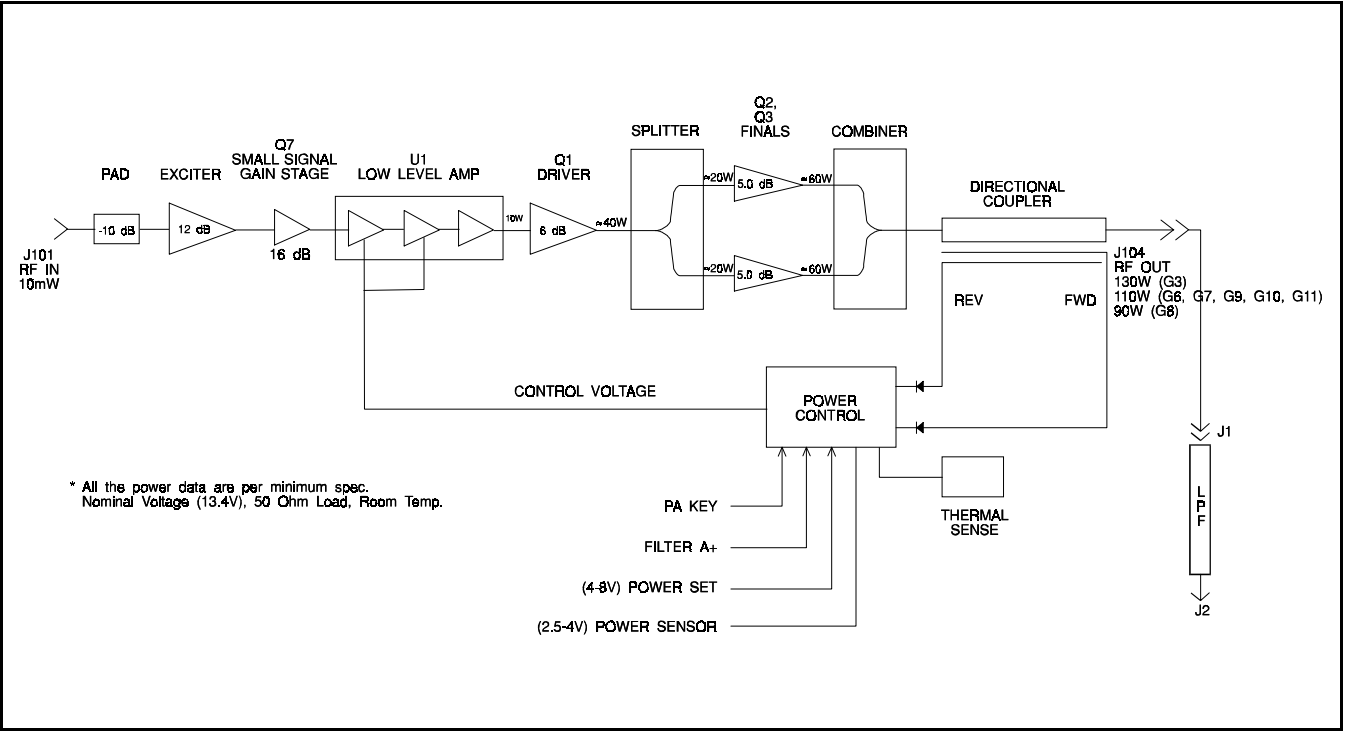 Q2,
Q3
FINALS
SPLITTER
COMBINER
Q7
SMALL SIGNAL
GAIN STAGE
U1
LOW LEVEL AMP
Q1
DRIVER
PAD
EXCITER
DIRECTIONAL
COUPLER
-10 dB
12 dB
16 dB
10W
6 dB
≈40W
≈20W
5.0 dB
≈60W
≈20W
5.0 dB
≈60W
J101
RF IN
10mW
J104
RF OUT
130W (G3)
110W (G6, G7, G9, G10, G11)
90W (G8)
REV
FWD
CONTROL VOLTAGE
POWER
CONTROL
J1
LPF
J2
* All the power data are per minimum spec.
Nominal Voltage (13.4V), 50 Ohm Load, Room Temp.
THERMAL
SENSE
PA KEY
FILTER A+
(4-8V) POWER SET
(2.5-4V) POWER SENSOR